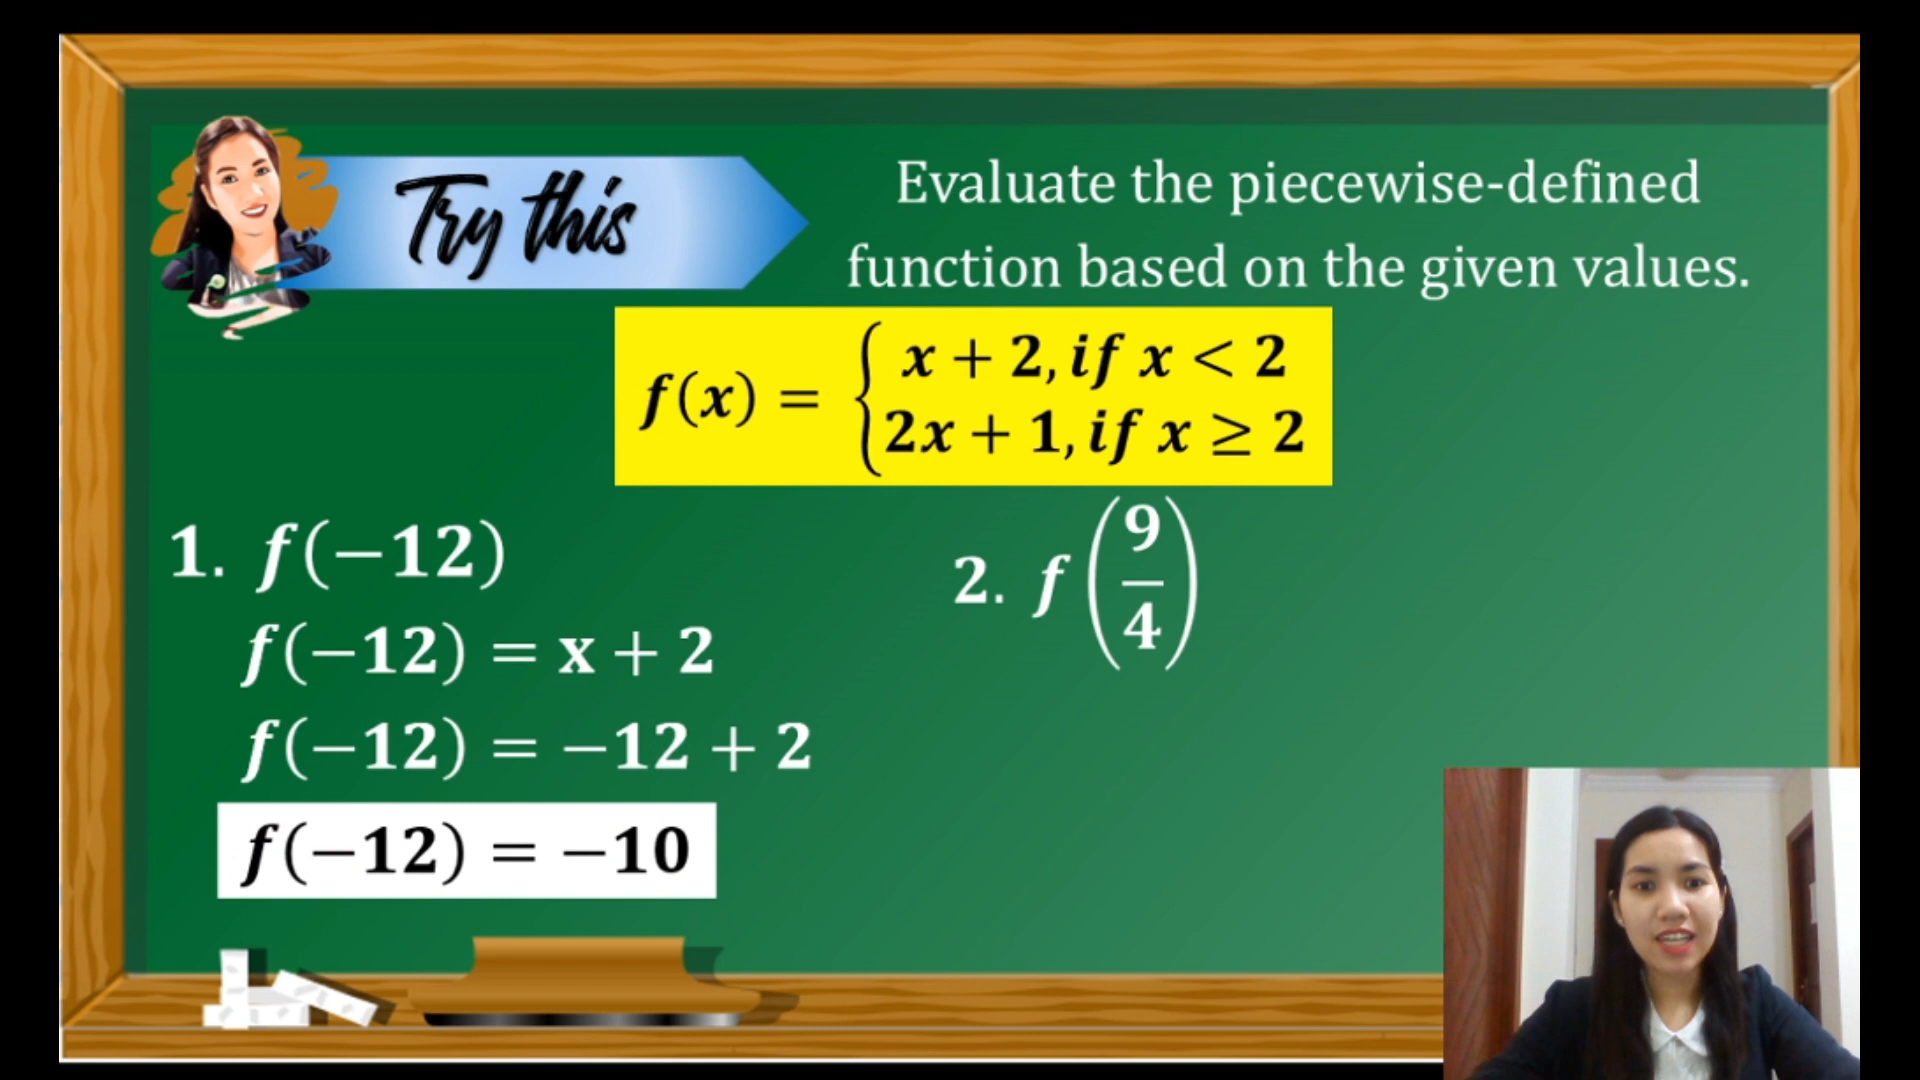 Try this
Evaluate the piecewise-defined
function based on the given values.
f(x) = { x + 2, if x < 2
2x + 1, if x ≥ 2
1. f(−12)
f(−12) = x + 2
f(−12) = −12 + 2
f(−12) = −10
2. f(9/4)